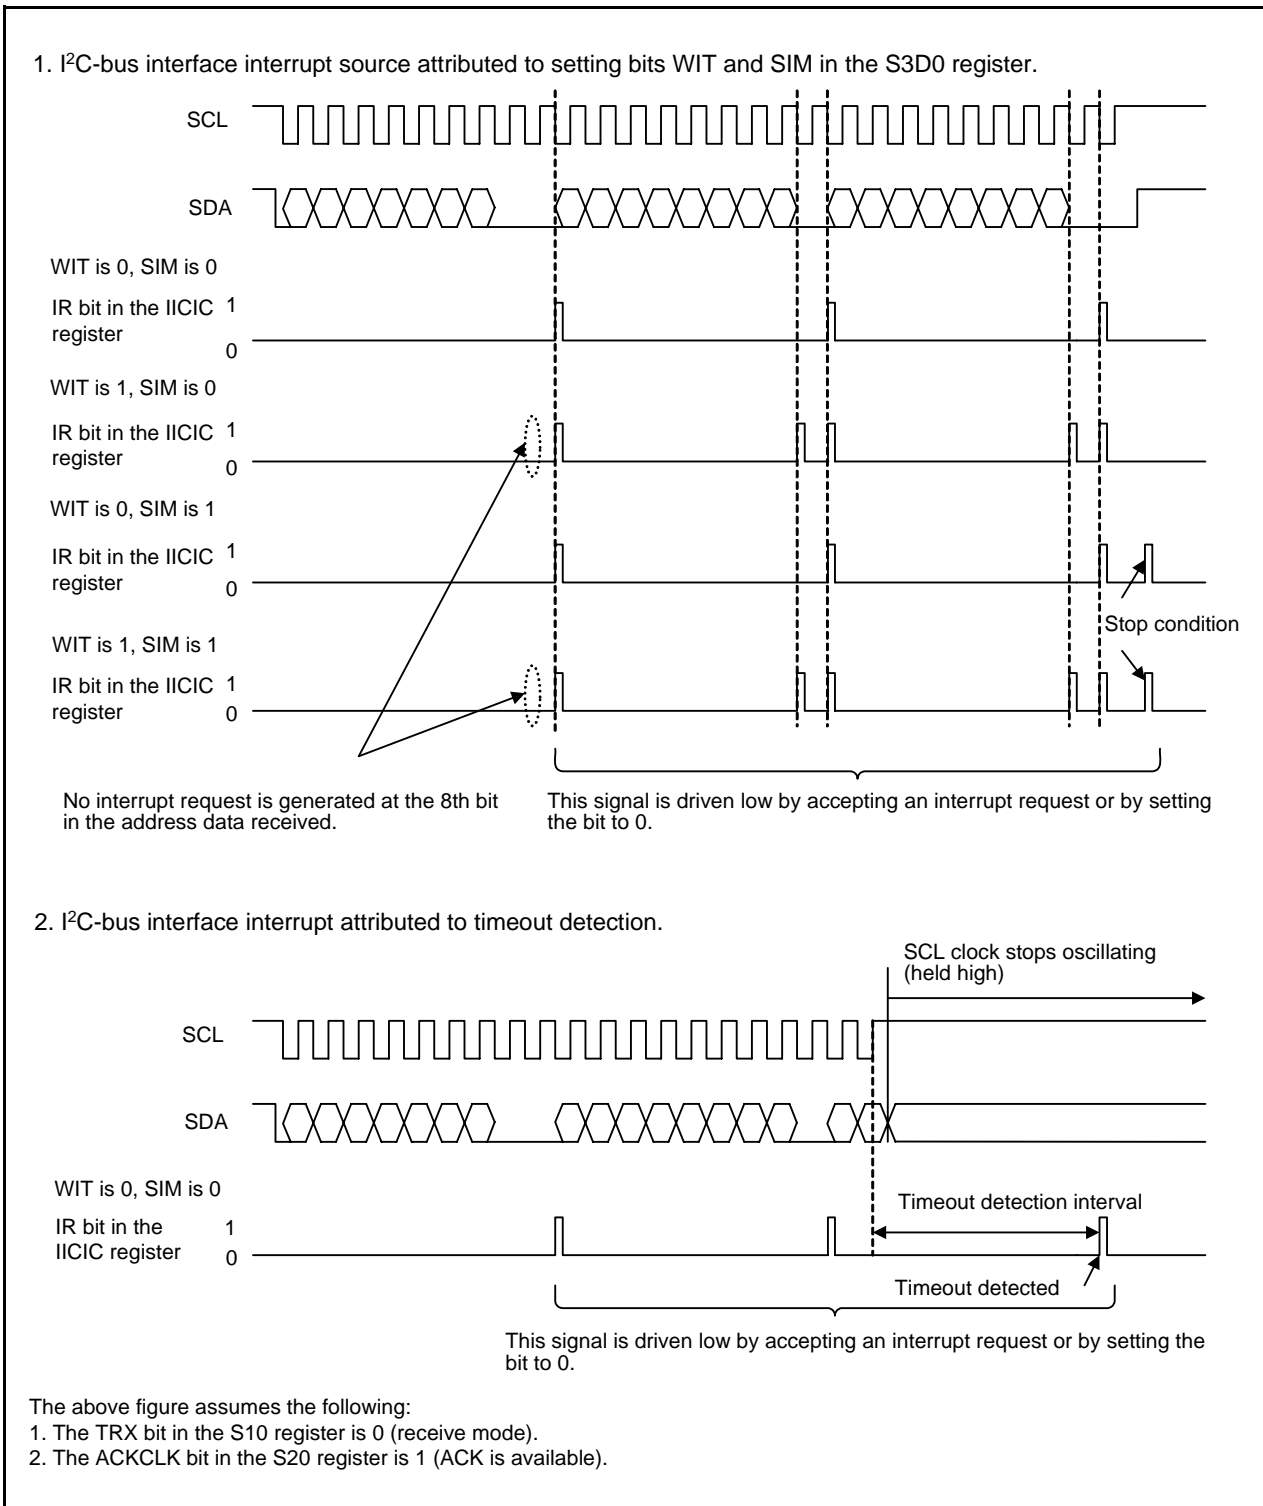 1. I²C-bus interface interrupt source attributed to setting bits WIT and SIM in the S3D0 register.
SCL
SDA
WIT is 0, SIM is 0
IR bit in the IICIC 1
register
0
WIT is 1, SIM is 0
IR bit in the IICIC 1
register
0
WIT is 0, SIM is 1
IR bit in the IICIC 1
register
0
Stop condition
WIT is 1, SIM is 1
IR bit in the IICIC 1
register
0
No interrupt request is generated at the 8th bit
in the address data received.
This signal is driven low by accepting an interrupt request or by setting
the bit to 0.
2. I²C-bus interface interrupt attributed to timeout detection.
SCL clock stops oscillating
(held high)
SCL
SDA
WIT is 0, SIM is 0
Timeout detection interval
IR bit in the 1
IICIC register 0
Timeout detected
This signal is driven low by accepting an interrupt request or by setting the
bit to 0.
The above figure assumes the following:
1. The TRX bit in the S10 register is 0 (receive mode).
2. The ACKCLK bit in the S20 register is 1 (ACK is available).